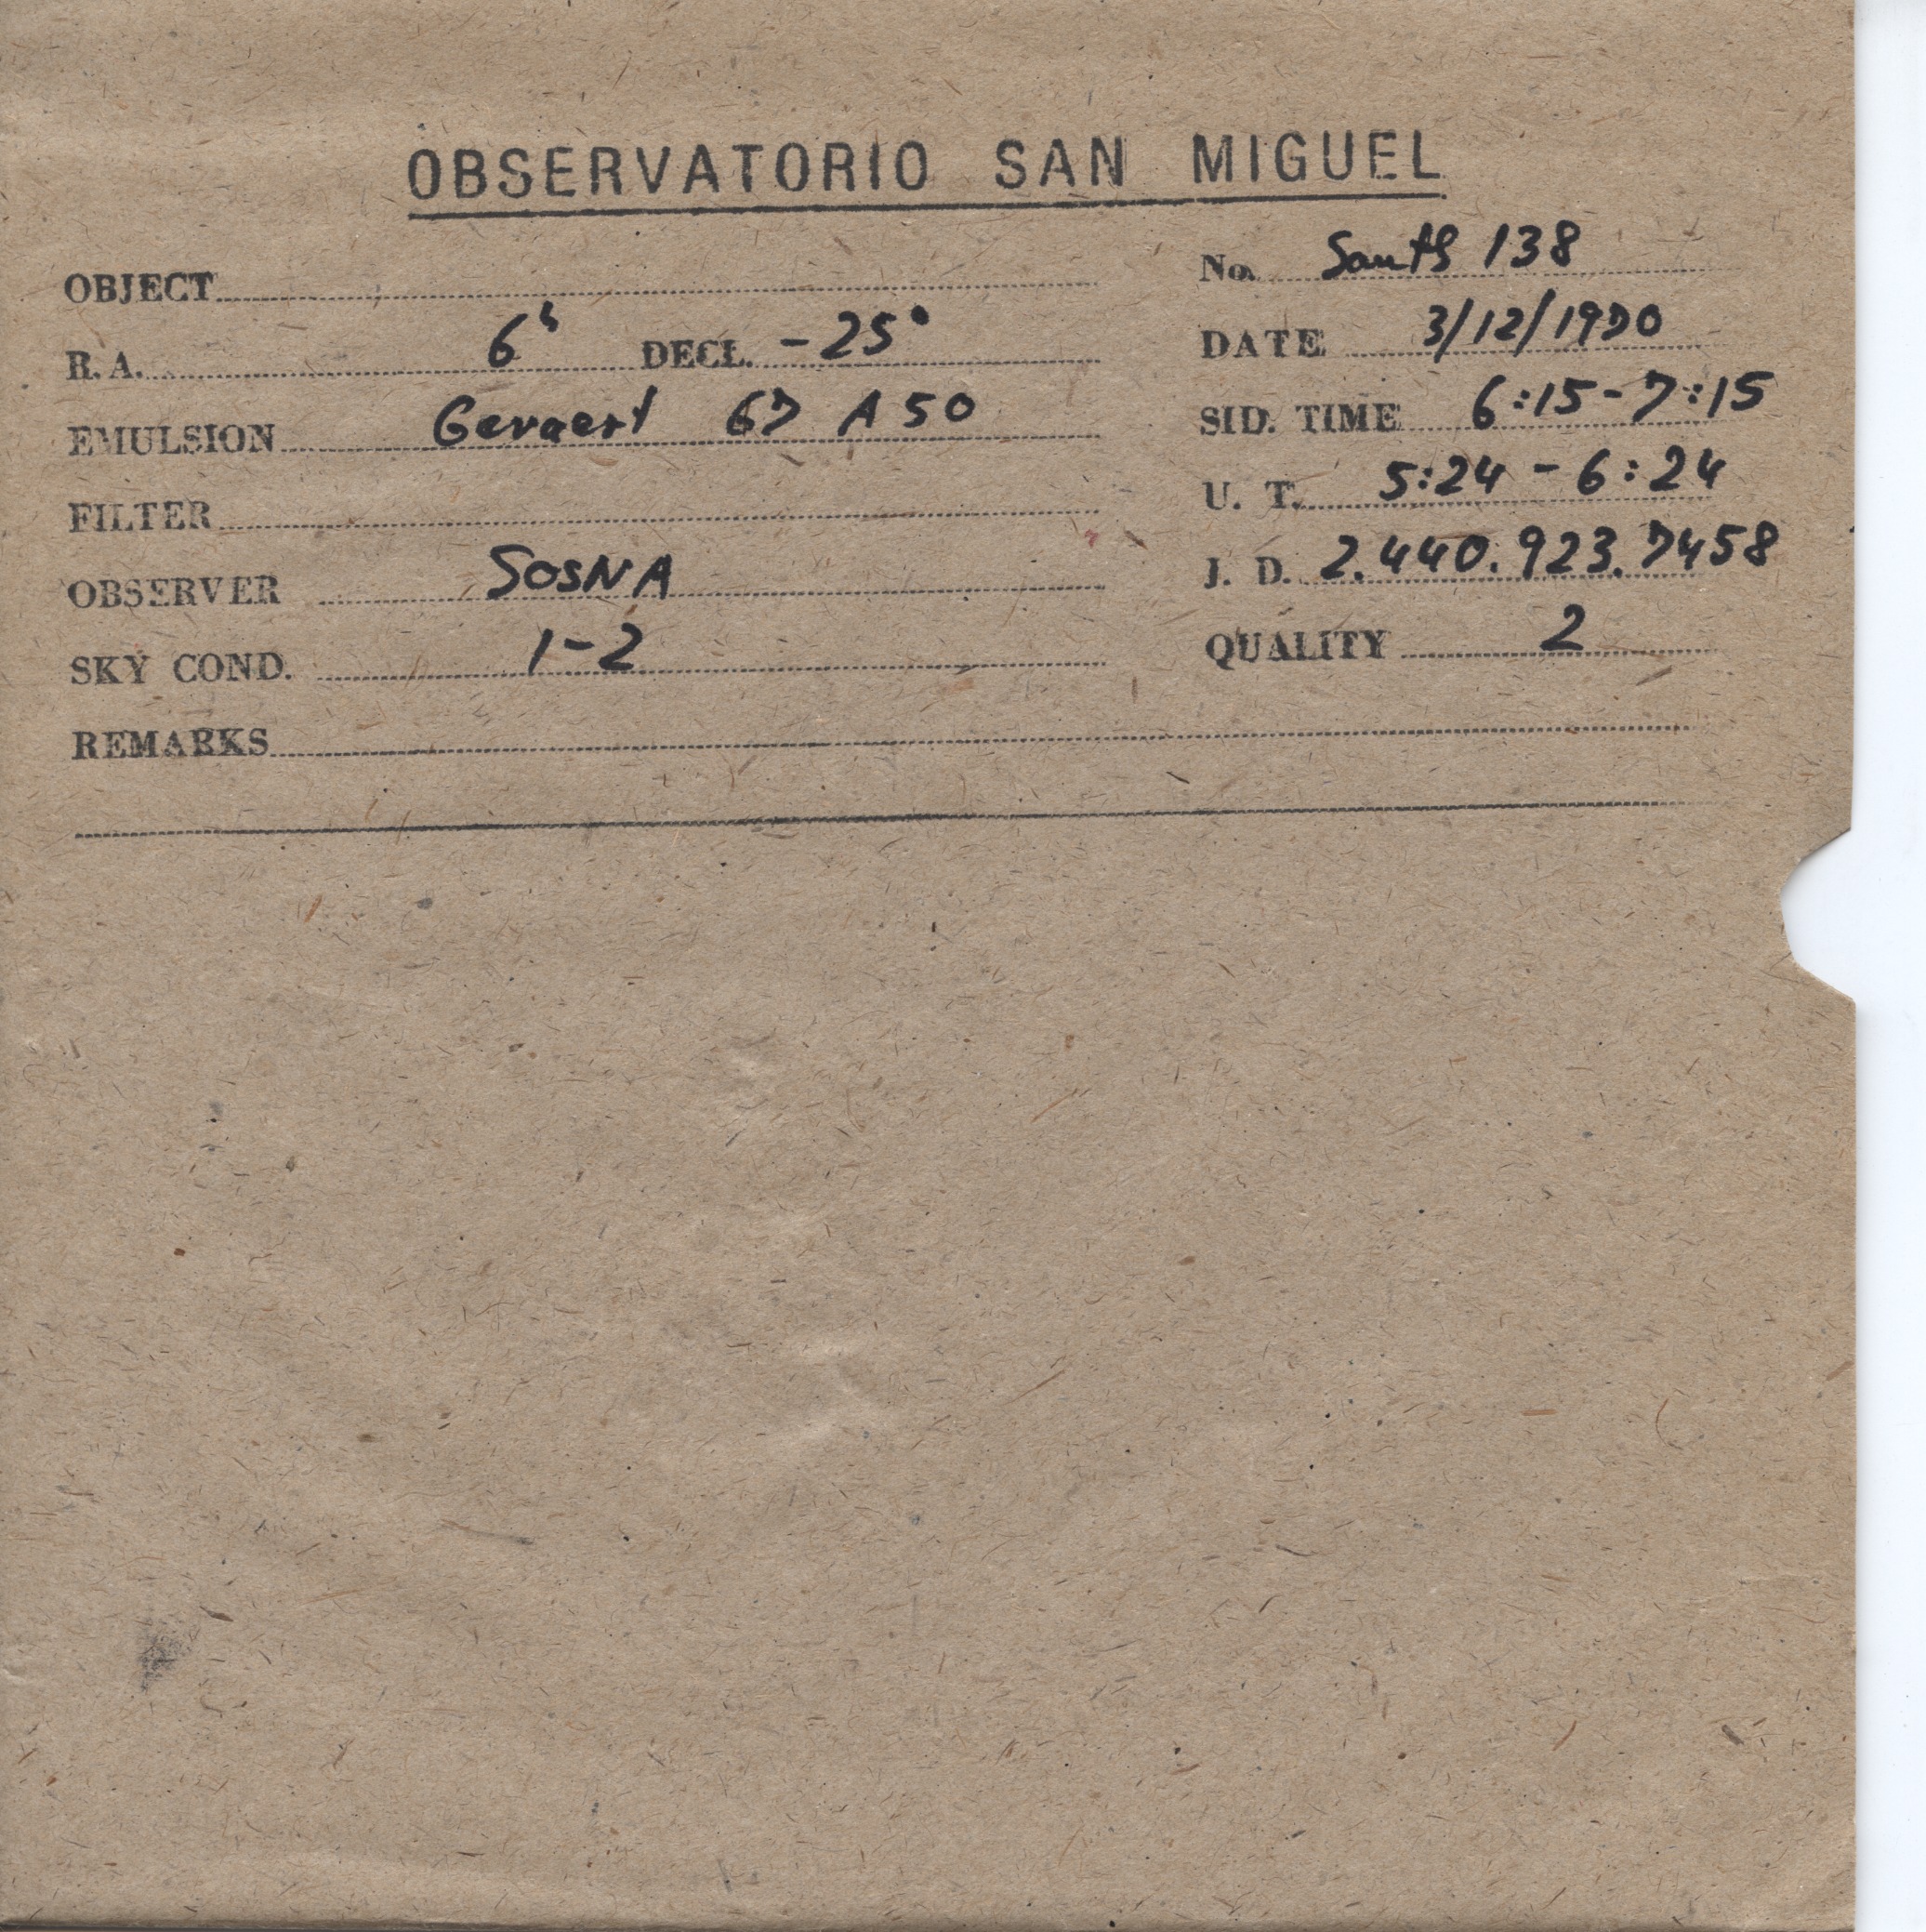 OBSERVATORIO SAN MIGUEL
OBJECT
R.A. 6ʰ DECL. -25°
EMULSION Gevaert 67 A 50
FILTER
OBSERVER SOSNA
SKY COND. 1-2
REMARKS
No. South 138
DATE 3/12/1970
SID. TIME 6:15-7:15
U. T. 5:24 - 6:24
J. D. 2.440.923.7458
QUALITY 2